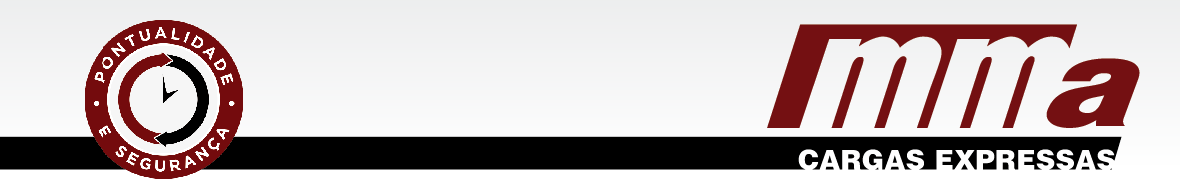 PONTUALIDADE
E SEGURANÇA
mma
CARGAS EXPRESSAS